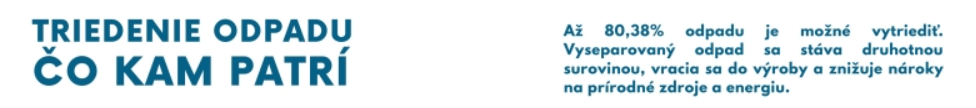 TRIEDENIE ODPADU
ČO KAM PATRÍ
Až 80,38% odpadu je možné vytriediť.
Vyseparovaný odpad sa stáva druhotnou
surovinou, vracia sa do výroby a znižuje nároky
na prírodné zdroje a energiu.